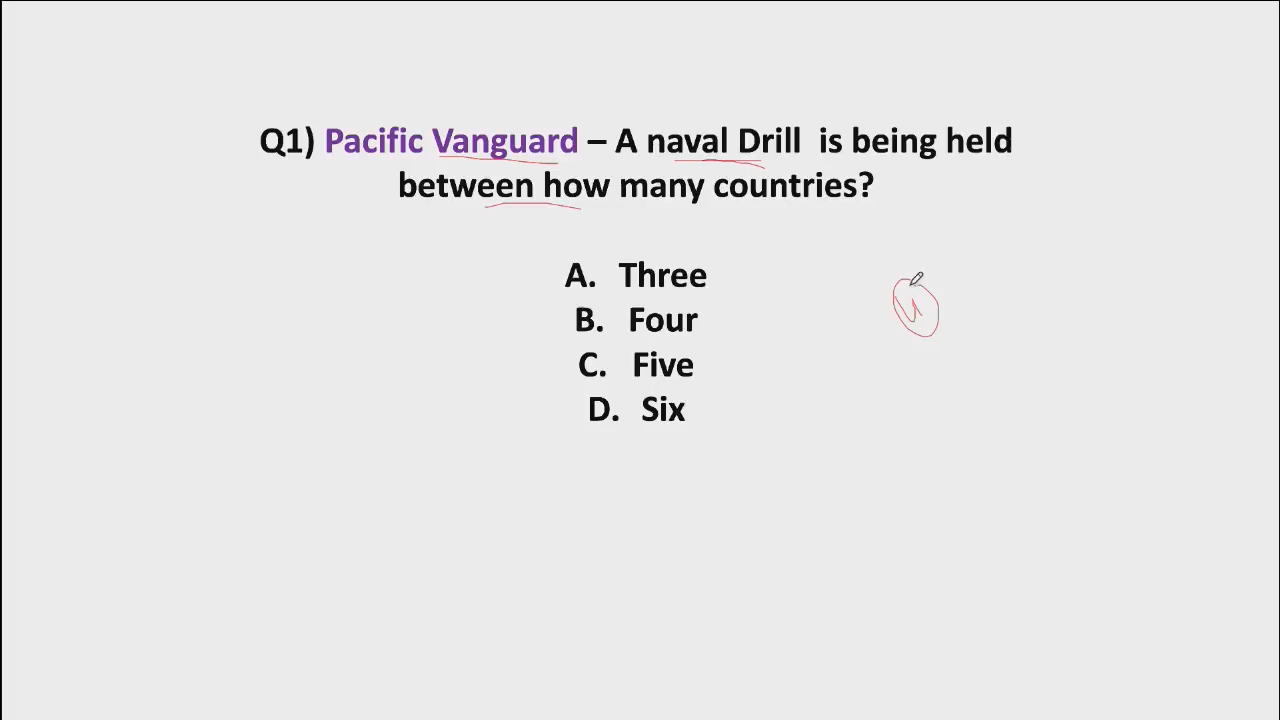 Q1) Pacific Vanguard – A naval Drill is being held
between how many countries?
A. Three
B. Four
C. Five
D. Six